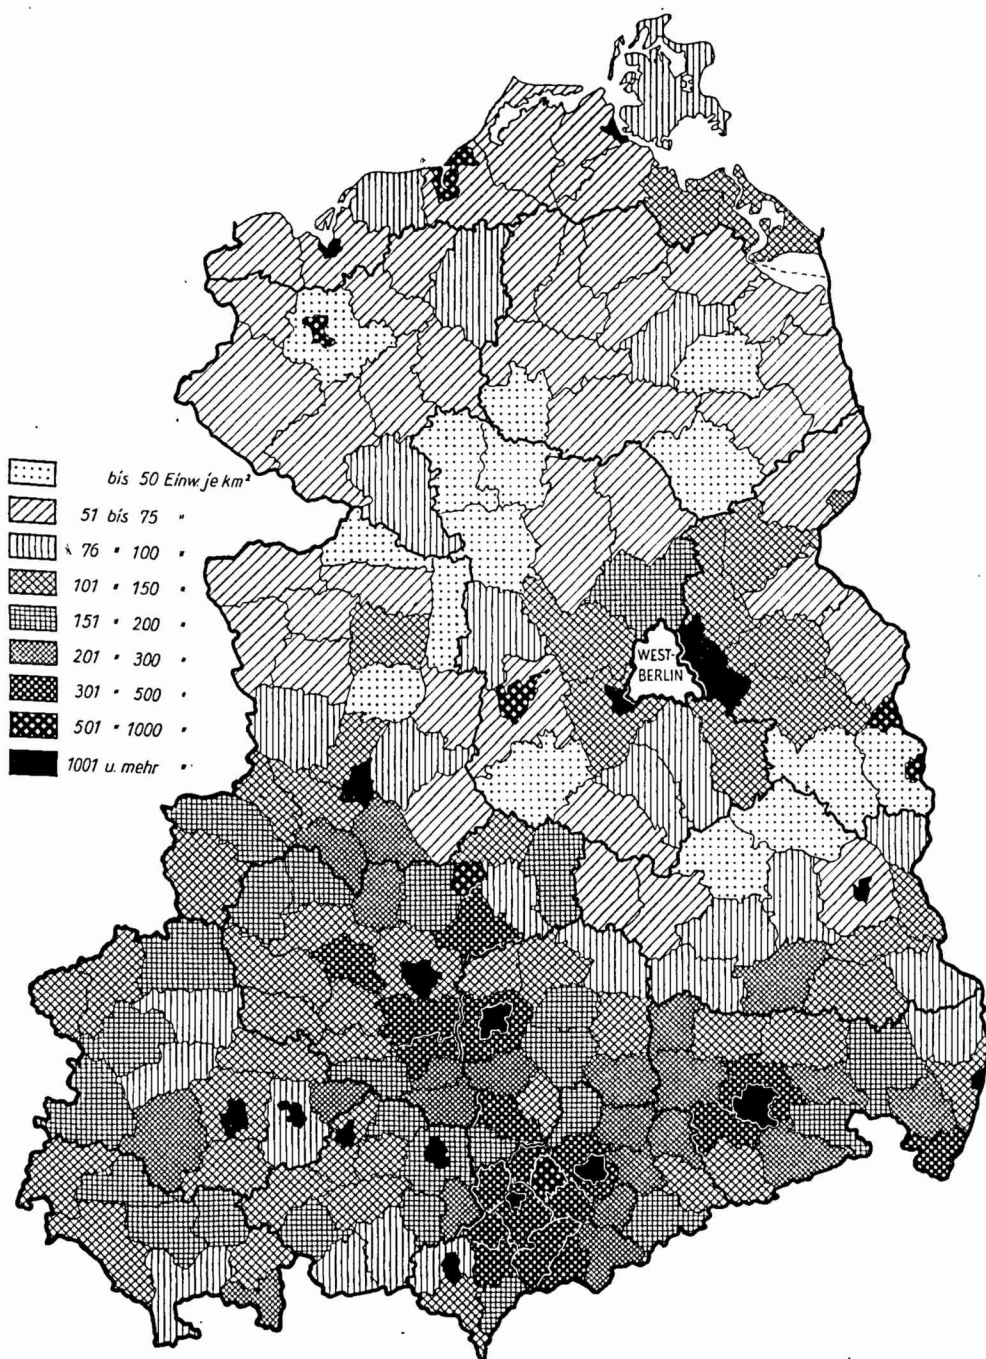 bis 50 Einw. je km²
51 bis 75 "
76 " 100 "
101 " 150 "
151 " 200 "
201 " 300 "
301 " 500 "
501 " 1000 "
1001 u. mehr "
WEST-
BERLIN